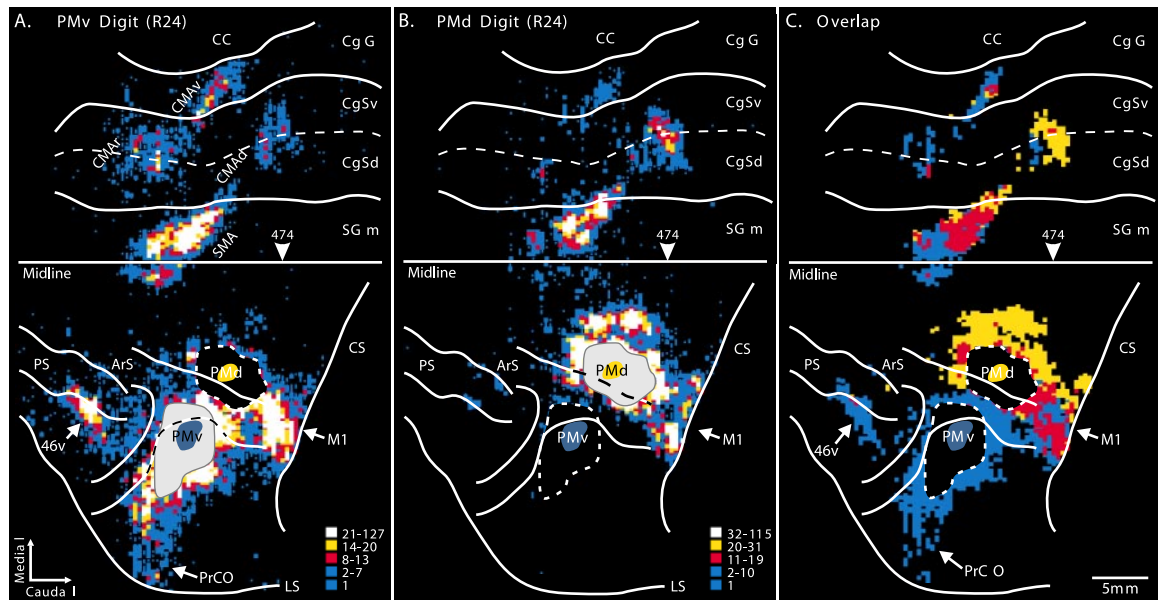 A. PMv Digit (R24)
CC
Cg G
CMAv
CgSv
CMAr
CMAd
CgSd
SMA
SG m
474
Midline
PS
ArS
PMd
CS
PMv
46v
M1
21-127
14-20
8-13
2-7
1
Media l
Cauda l
PrCO
LS
B. PMd Digit (R24)
CC
Cg G
CgSv
CgSd
SG m
474
Midline
PS
ArS
PMd
CS
PMv
M1
32-115
20-31
11-19
2-10
1
LS
C. Overlap
CC
Cg G
CgSv
CgSd
SG m
474
Midline
PS
ArS
PMd
CS
PMv
46v
M1
PrC O
LS
5mm